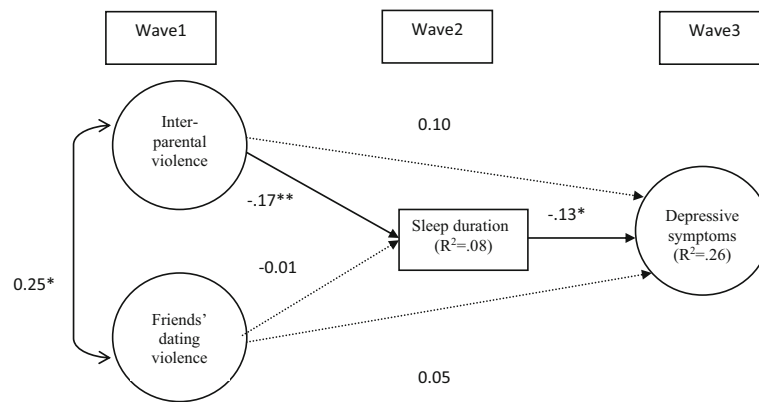 Wave1
Wave2
Wave3
Inter-
parental
violence
0.10
-.17**
Sleep duration
(R²=.08)
-.13*
Depressive
symptoms
(R²=.26)
-0.01
0.25*
Friends'
dating
violence
0.05